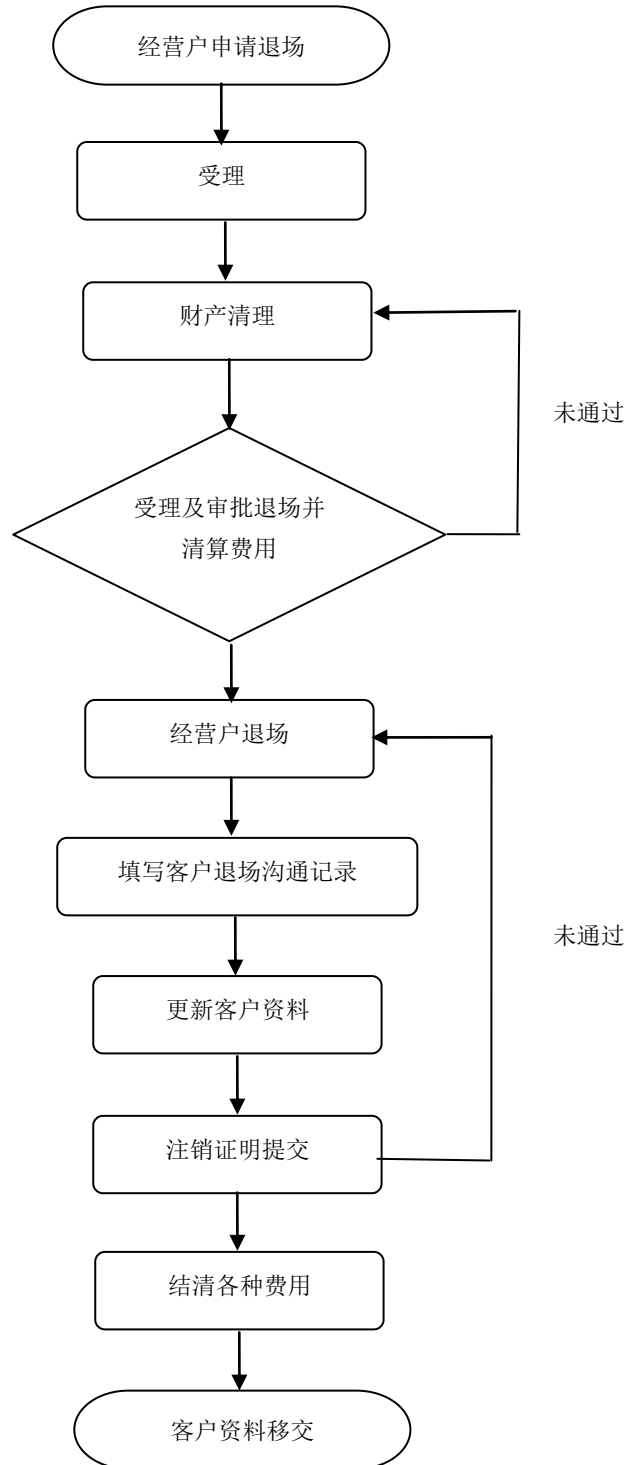 经营户申请退场
受理
财产清理
未通过
受理及审批退场并
清算费用
经营户退场
填写客户退场沟通记录
未通过
更新客户资料
注销证明提交
结清各种费用
客户资料移交